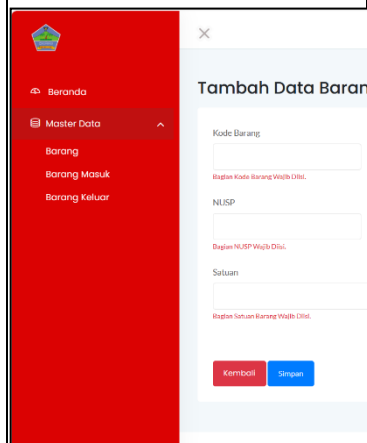 Beranda
Master Data
Barang
Barang Masuk
Barang Keluar
Tambah Data Baran
Kode Barang
Bagian Kode Barang Wajib Diisi.
NUSP
Bagian NUSP Wajib Diisi.
Satuan
Bagian Satuan Barang Wajib Diisi.
Kembali
Simpan